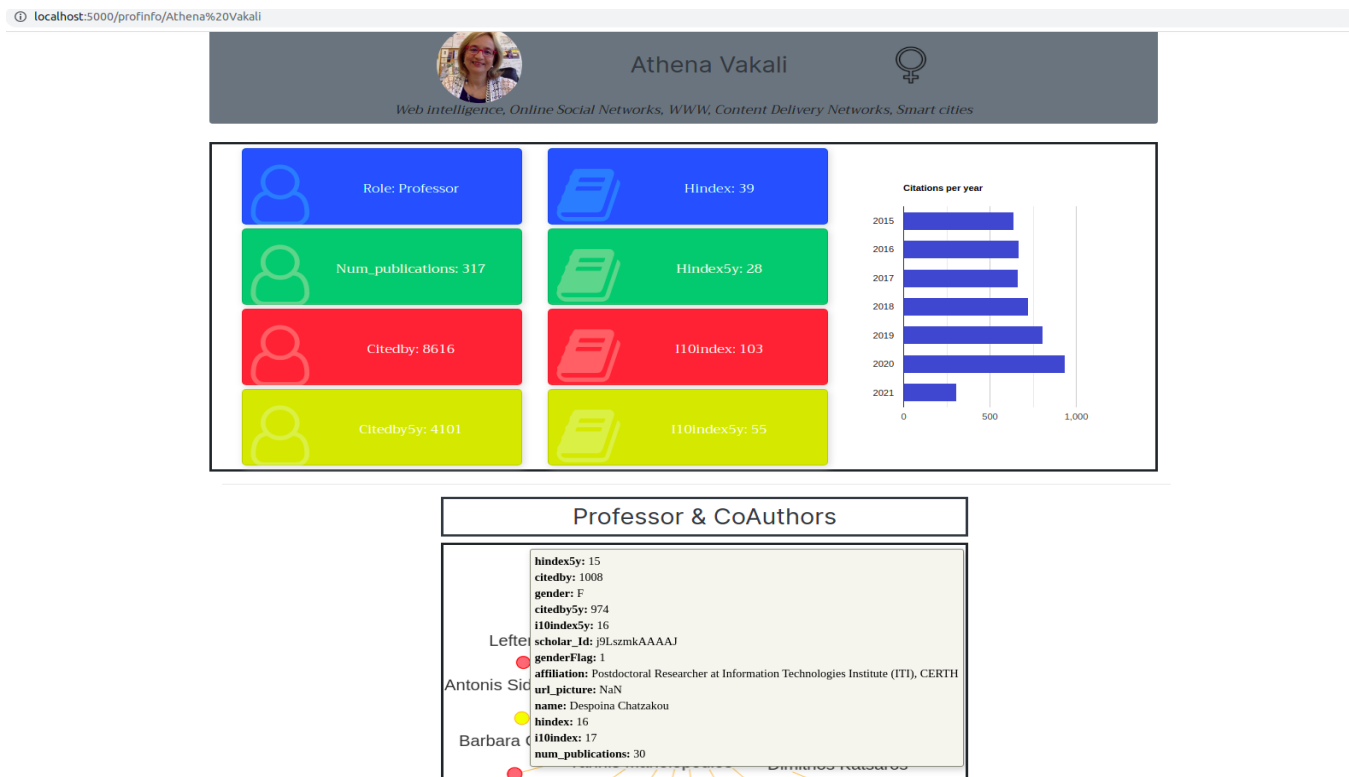 localhost:5000/profinfo/Athena%20Vakali
Athena Vakali
Web intelligence, Online Social Networks, WWW, Content Delivery Networks, Smart cities
Role: Professor
Hindex: 39
Num_publications: 317
Hindex5y: 28
Citedby: 8616
I10index: 103
Citedby5y: 4101
I10index5y: 55
Citations per year
2015
2016
2017
2018
2019
2020
2021
0 500 1,000
Professor & CoAuthors
hindex5y: 15
citedby: 1008
gender: F
citedby5y: 974
i10index5y: 16
scholar_Id: j9LszmkAAAAJ
genderFlag: 1
affiliation: Postdoctoral Researcher at Information Technologies Institute (ITI), CERTH
url_picture: NaN
name: Despoina Chatzakou
hindex: 16
i10index: 17
num_publications: 30
Lefte
Antonis Sid
Barbara